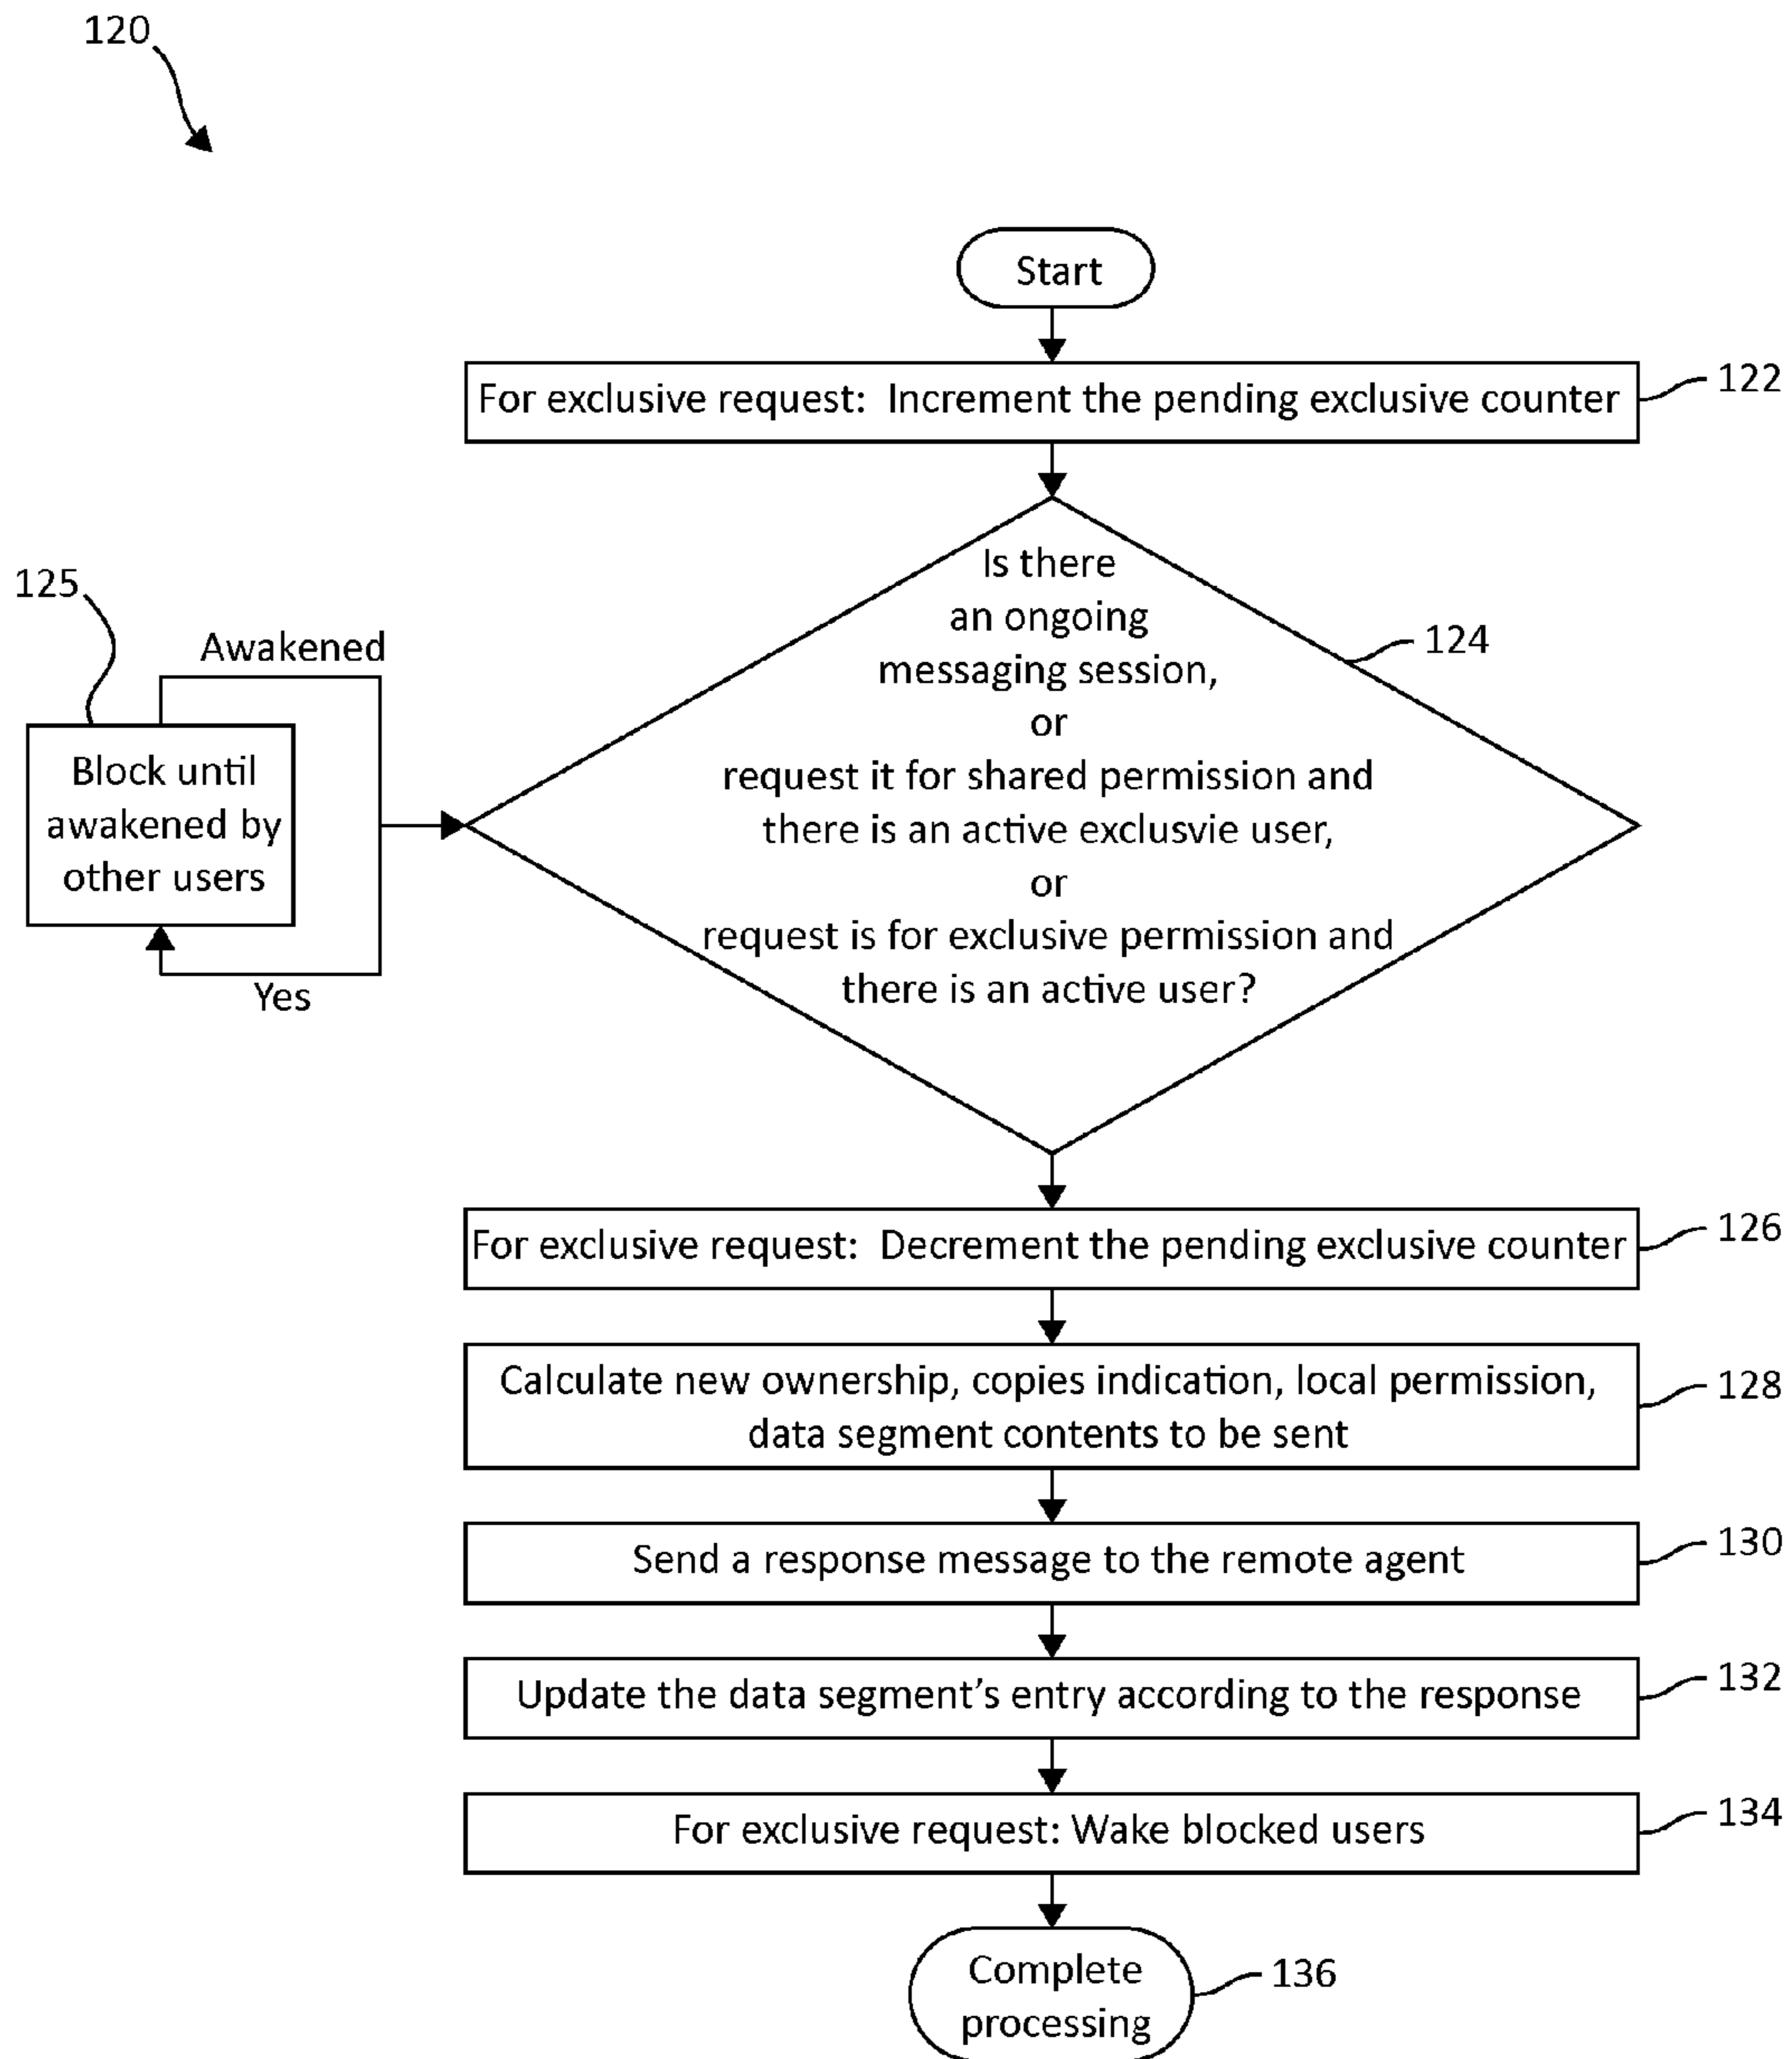 120
Start
For exclusive request: Increment the pending exclusive counter
122
Is there
an ongoing
messaging session,
or
request it for shared permission and
there is an active exclusvie user,
or
request is for exclusive permission and
there is an active user?
124
125
Awakened
Block until
awakened by
other users
Yes
For exclusive request: Decrement the pending exclusive counter
126
Calculate new ownership, copies indication, local permission,
data segment contents to be sent
128
Send a response message to the remote agent
130
Update the data segment's entry according to the response
132
For exclusive request: Wake blocked users
134
Complete
processing
136